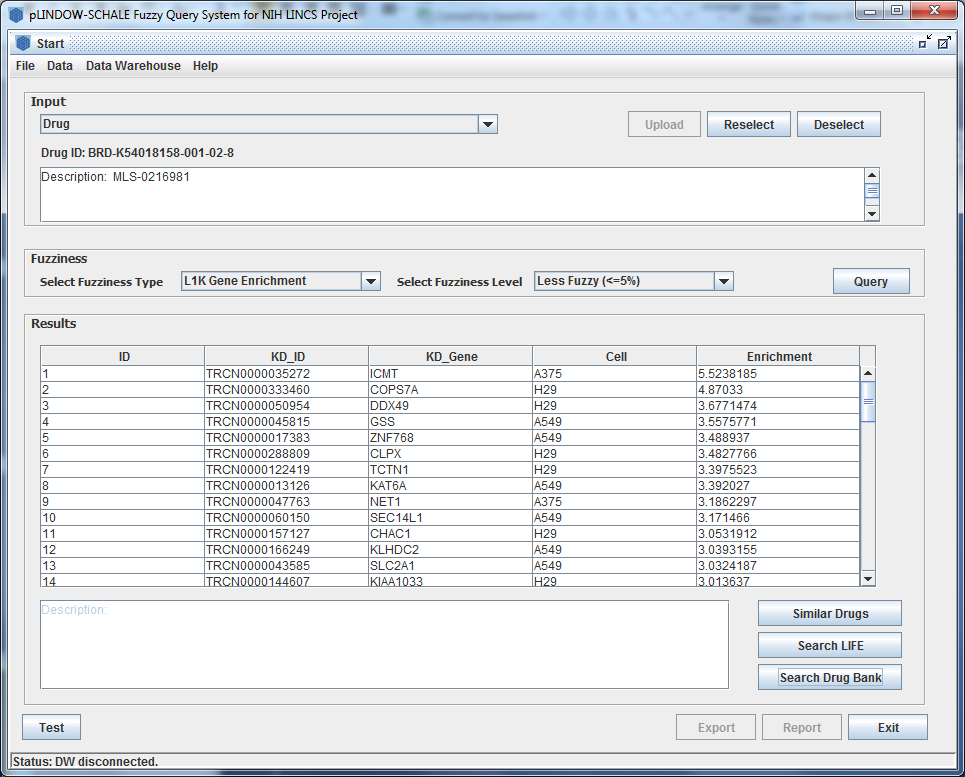 pLINDOW-SCHALE Fuzzy Query System for NIH LINCS Project
Start
File Data Data Warehouse Help
Input
Drug
Upload Reselect Deselect
Drug ID: BRD-K54018158-001-02-8
Description: MLS-0216981
Fuzziness
Select Fuzziness Type L1K Gene Enrichment Select Fuzziness Level Less Fuzzy (<=5%) Query
Results
ID KD_ID KD_Gene Cell Enrichment
1 TRCN0000035272 ICMT A375 5.5238185
2 TRCN0000333460 COPS7A H29 4.87033
3 TRCN0000050954 DDX49 H29 3.6771474
4 TRCN0000045815 GSS A549 3.5575771
5 TRCN0000017383 ZNF768 A549 3.488937
6 TRCN0000288809 CLPX H29 3.4827766
7 TRCN0000122419 TCTN1 H29 3.3975523
8 TRCN0000013126 KAT6A A549 3.392027
9 TRCN0000047763 NET1 A375 3.1862297
10 TRCN0000060150 SEC14L1 A549 3.171466
11 TRCN0000157127 CHAC1 H29 3.0531912
12 TRCN0000166249 KLHDC2 A549 3.0393155
13 TRCN0000043585 SLC2A1 A549 3.0324187
14 TRCN0000144607 KIAA1033 H29 3.013637
Description:
Similar Drugs
Search LIFE
Search Drug Bank
Test Export Report Exit
Status: DW disconnected.